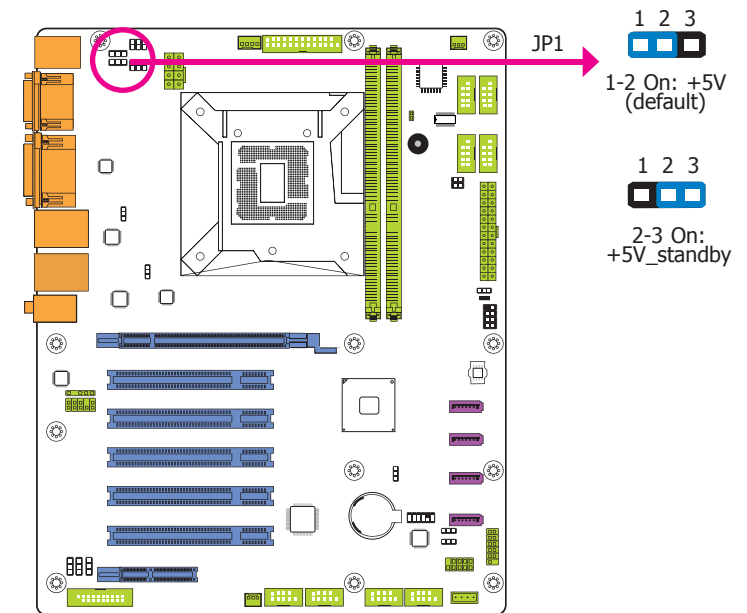 JP1
1 2 3
1-2 On: +5V
(default)
1 2 3
2-3 On:
+5V_standby